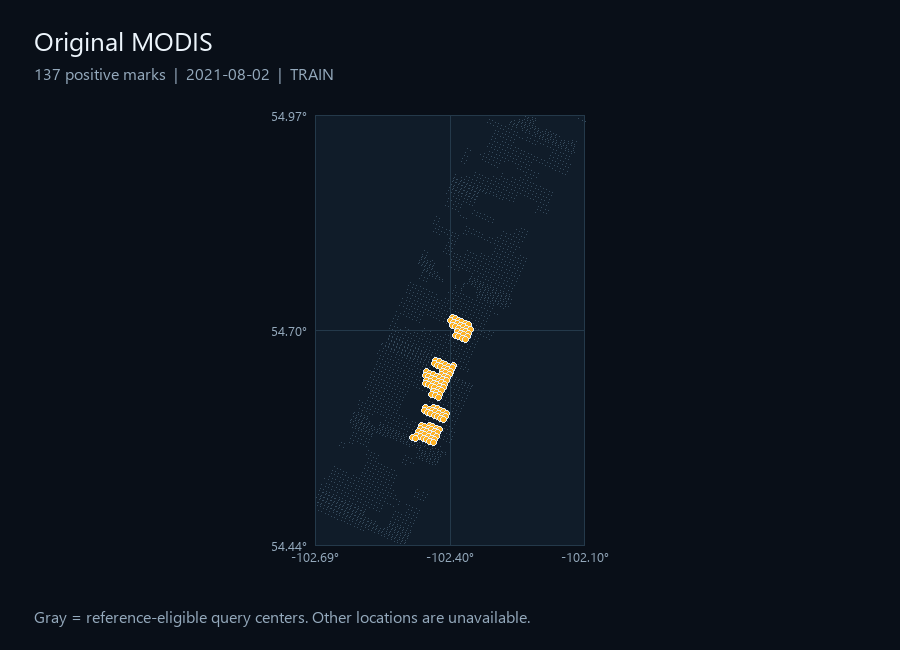 Original MODIS
137 positive marks | 2021-08-02 | TRAIN
54.97°
54.70°
54.44°
-102.69° -102.40° -102.10°
Gray = reference-eligible query centers. Other locations are unavailable.